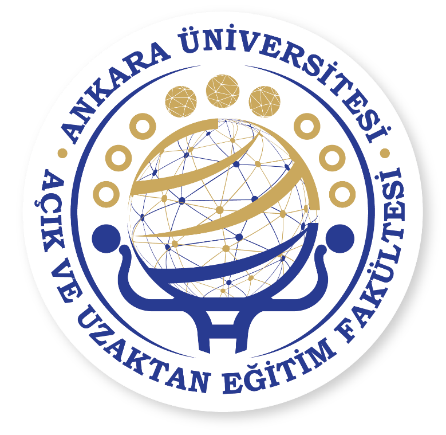 ANKARA ÜNİVERSİTESİ
AÇIK VE UZAKTAN EĞİTİM FAKÜLTESİ